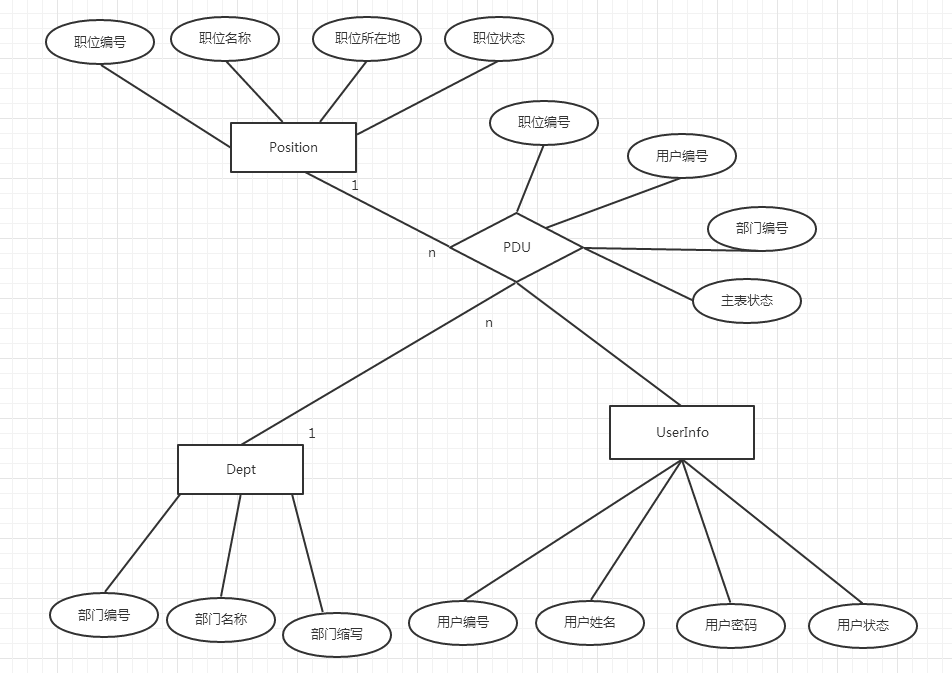 职位编号
职位名称
职位所在地
职位状态
Position
1
职位编号
用户编号
部门编号
主表状态
PDU
n
n
1
Dept
UserInfo
部门编号
部门名称
部门缩写
用户编号
用户姓名
用户密码
用户状态